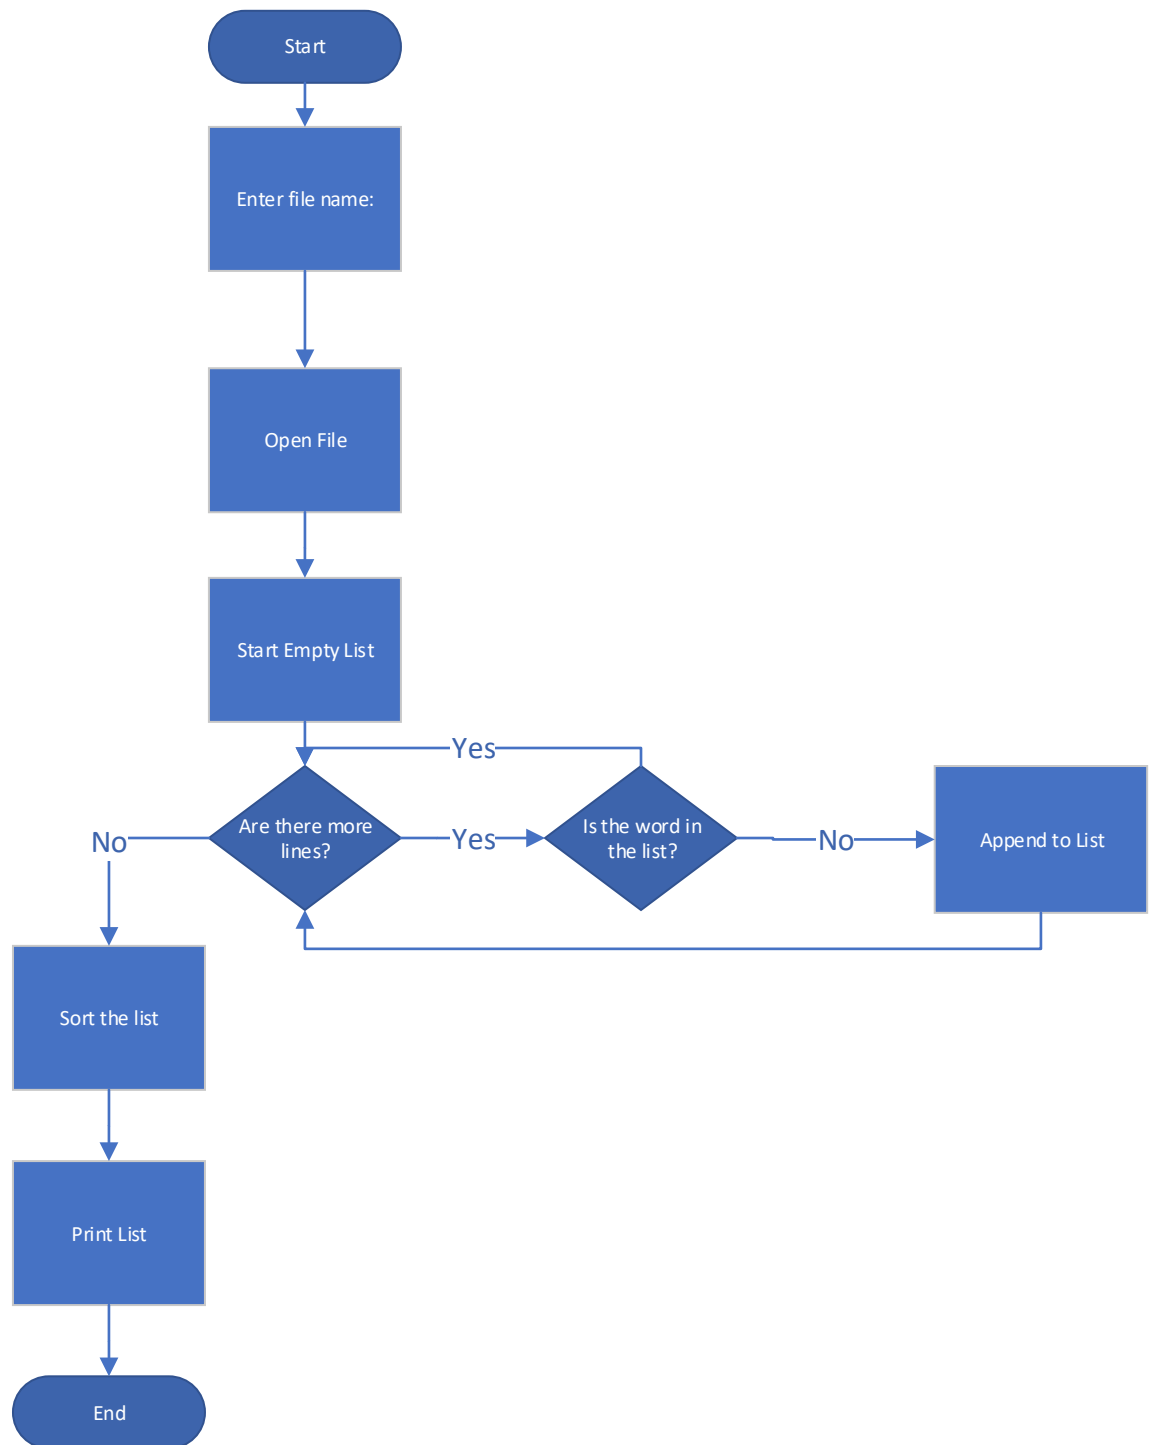 Start
Enter file name:
Open File
Start Empty List
Yes
Are there more
lines?
Yes
Is the word in
the list?
No
Append to List
No
Sort the list
Print List
End